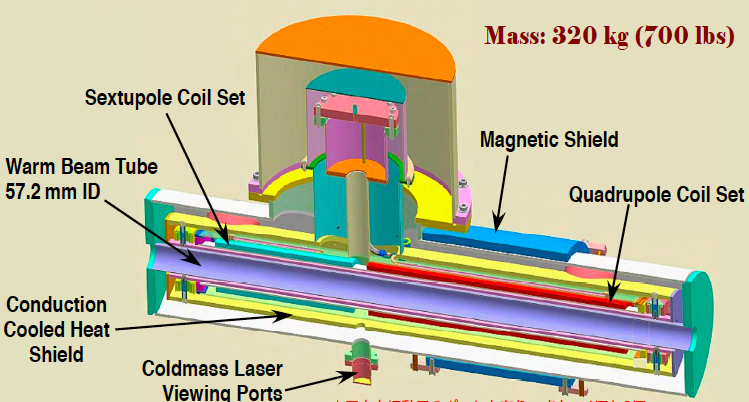 Mass: 320 kg (700 lbs)
Sextupole Coil Set
Magnetic Shield
Warm Beam Tube
57.2 mm ID
Quadrupole Coil Set
Conduction
Cooled Heat
Shield
Coldmass Laser
Viewing Ports